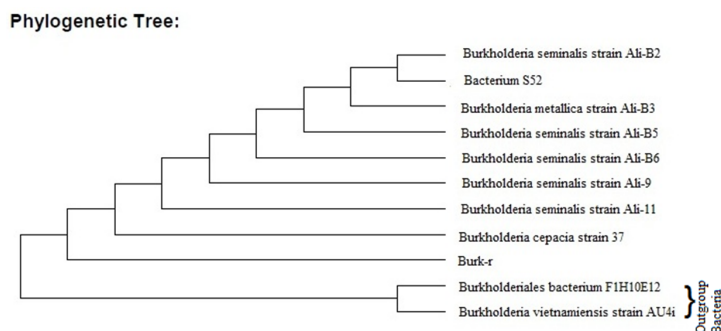 Phylogenetic Tree:
Burkholderia seminalis strain Ali-B2
Bacterium S52
Burkholderia metallica strain Ali-B3
Burkholderia seminalis strain Ali-B5
Burkholderia seminalis strain Ali-B6
Burkholderia seminalis strain Ali-9
Burkholderia seminalis strain Ali-11
Burkholderia cepacia strain 37
Burk-r
Burkholderiales bacterium F1H10E12
Burkholderia vietnamiensis strain AU4i
Outgroup
Bacteria